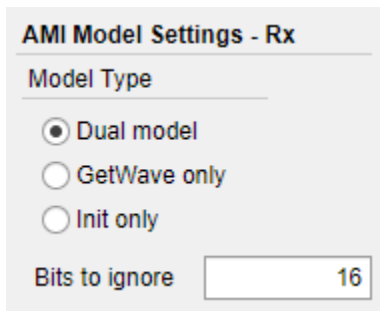 AMI Model Settings - Rx
Model Type
Dual model
GetWave only
Init only
Bits to ignore 16